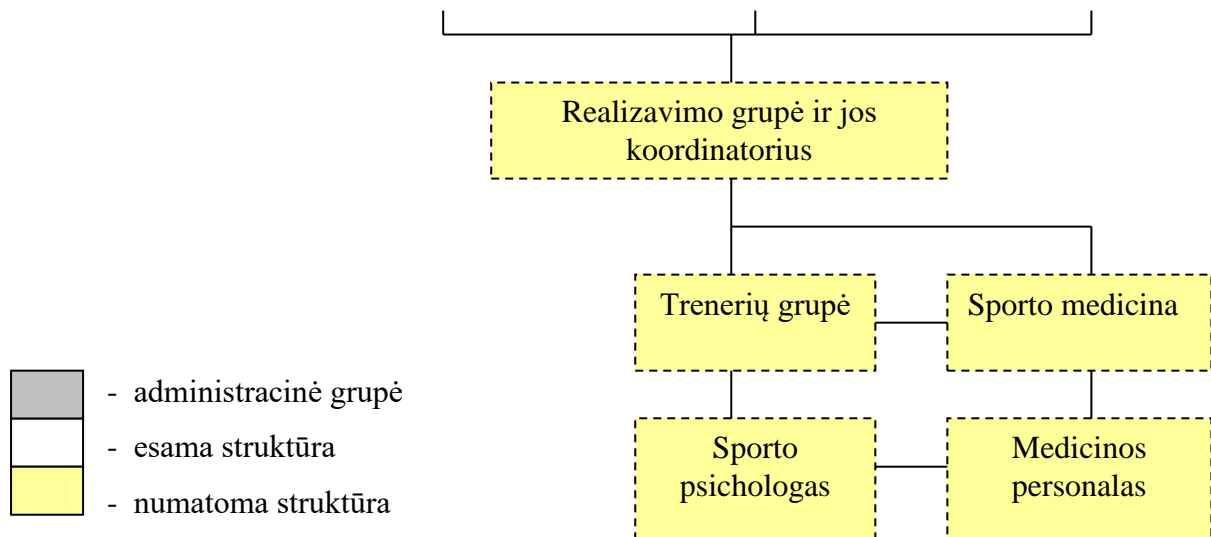 Realizavimo grupė ir jos
koordinatorius
Trenerių grupė
Sporto medicina
Sporto
psichologas
Medicinos
personalas
- administracinė grupė
- esama struktūra
- numatoma struktūra